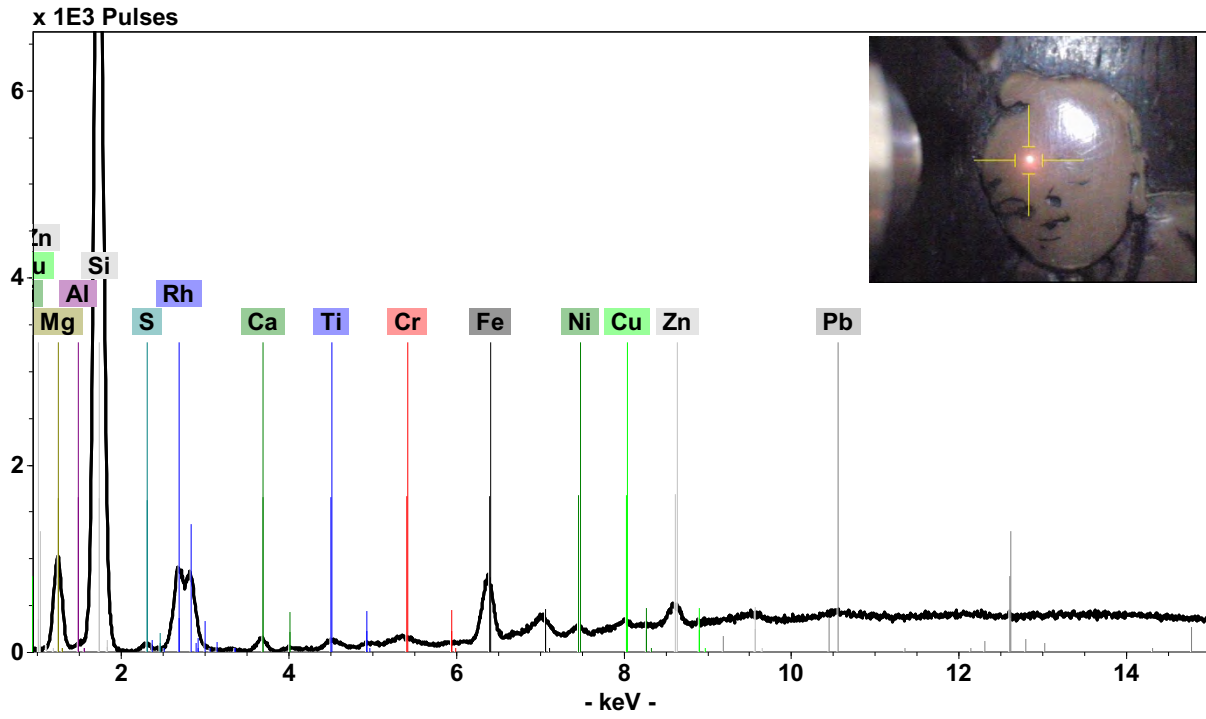 x 1E3 Pulses
6
4
2
0
Zn
u
Si
Al
Rh
Mg
S
Ca
Ti
Cr
Fe
Ni
Cu
Zn
Pb
2 4 6 8 10 12 14
- keV -